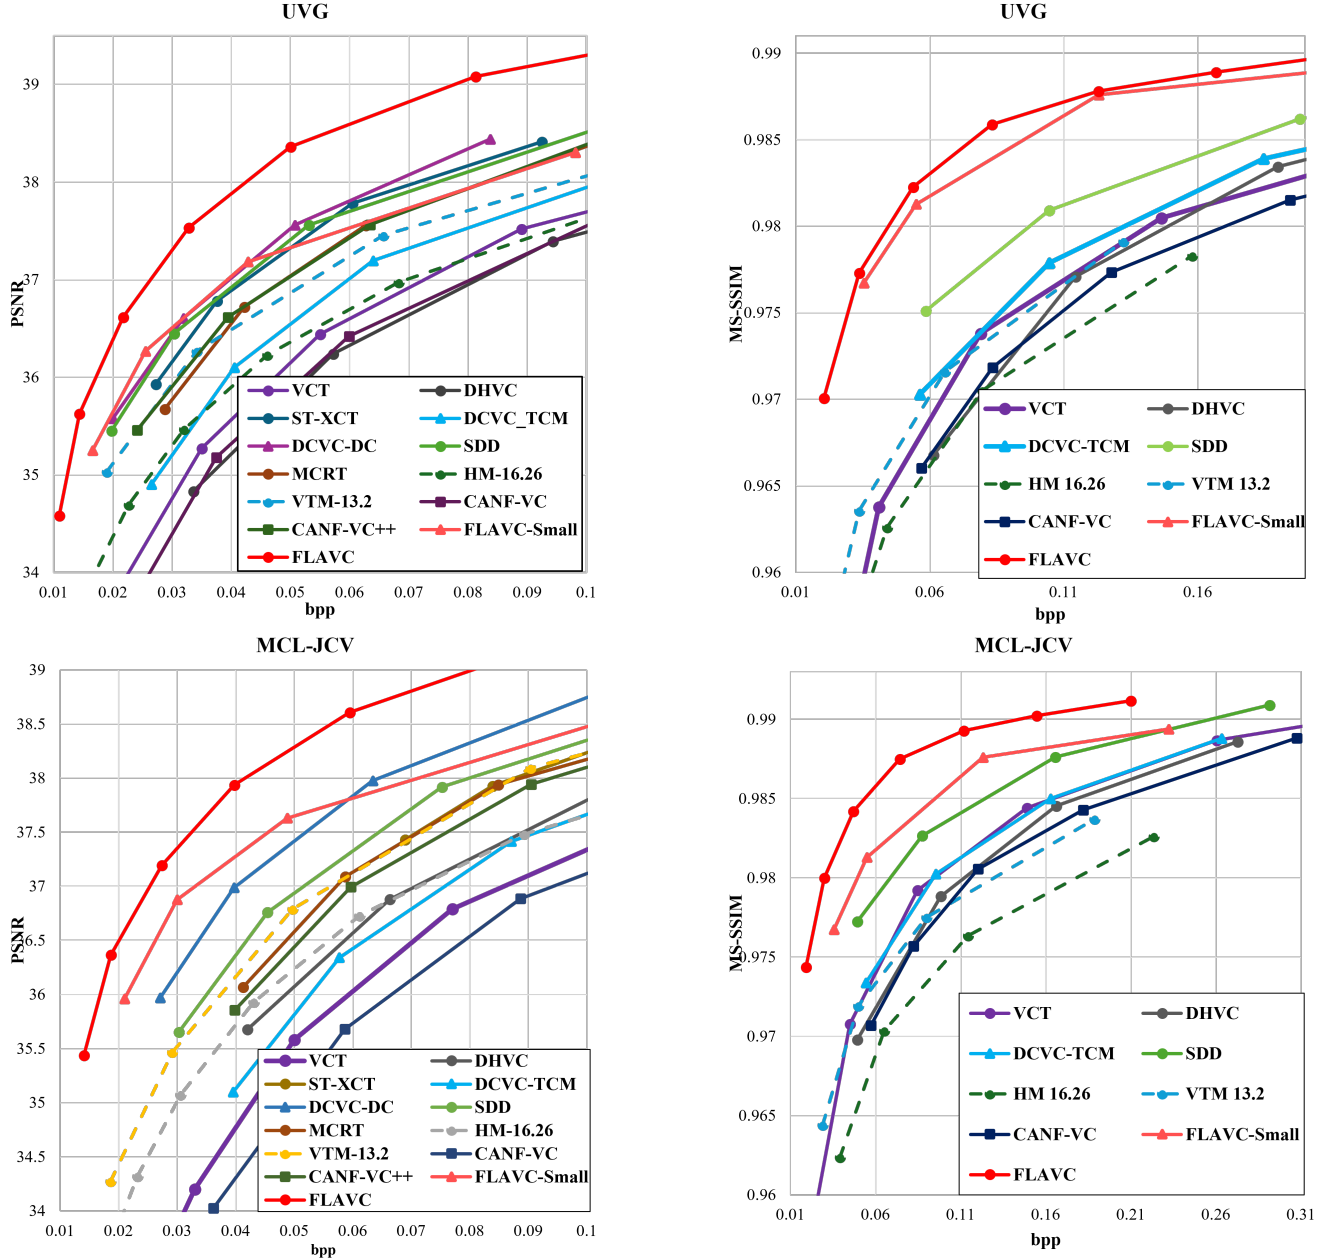 UVG
PSNR
39
38
37
36
35
34
0.01 0.02 0.03 0.04 0.05 0.06 0.07 0.08 0.09 0.1
bpp
VCT DHVC
ST-XCT DCVC_TCM
DCVC-DC SDD
MCRT HM-16.26
VTM-13.2 CANF-VC
CANF-VC++ FLAVC-Small
FLAVC
UVG
MS-SSIM
0.99
0.985
0.98
0.975
0.97
0.965
0.96
0.01 0.06 0.11 0.16
bpp
VCT DHVC
DCVC-TCM SDD
HM 16.26 VTM 13.2
CANF-VC FLAVC-Small
FLAVC
MCL-JCV
PSNR
39
38.5
38
37.5
37
36.5
36
35.5
35
34.5
34
0.01 0.02 0.03 0.04 0.05 0.06 0.07 0.08 0.09 0.1
bpp
VCT DHVC
ST-XCT DCVC-TCM
DCVC-DC SDD
MCRT HM-16.26
VTM-13.2 CANF-VC
CANF-VC++ FLAVC-Small
FLAVC
MCL-JCV
MS-SSIM
0.99
0.985
0.98
0.975
0.97
0.965
0.96
0.01 0.06 0.11 0.16 0.21 0.26 0.31
bpp
VCT DHVC
DCVC-TCM SDD
HM 16.26 VTM 13.2
CANF-VC FLAVC-Small
FLAVC